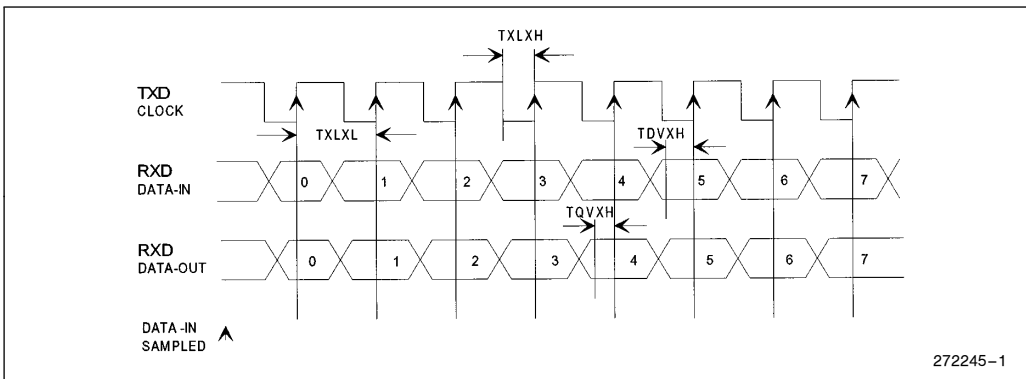 TXLXH
TXD
CLOCK
TXLXL
TDVXH
RXD
DATA-IN
0 1 2 3 4 5 6 7
TQVXH
RXD
DATA-OUT
0 1 2 3 4 5 6 7
DATA-IN
SAMPLED
272245-1